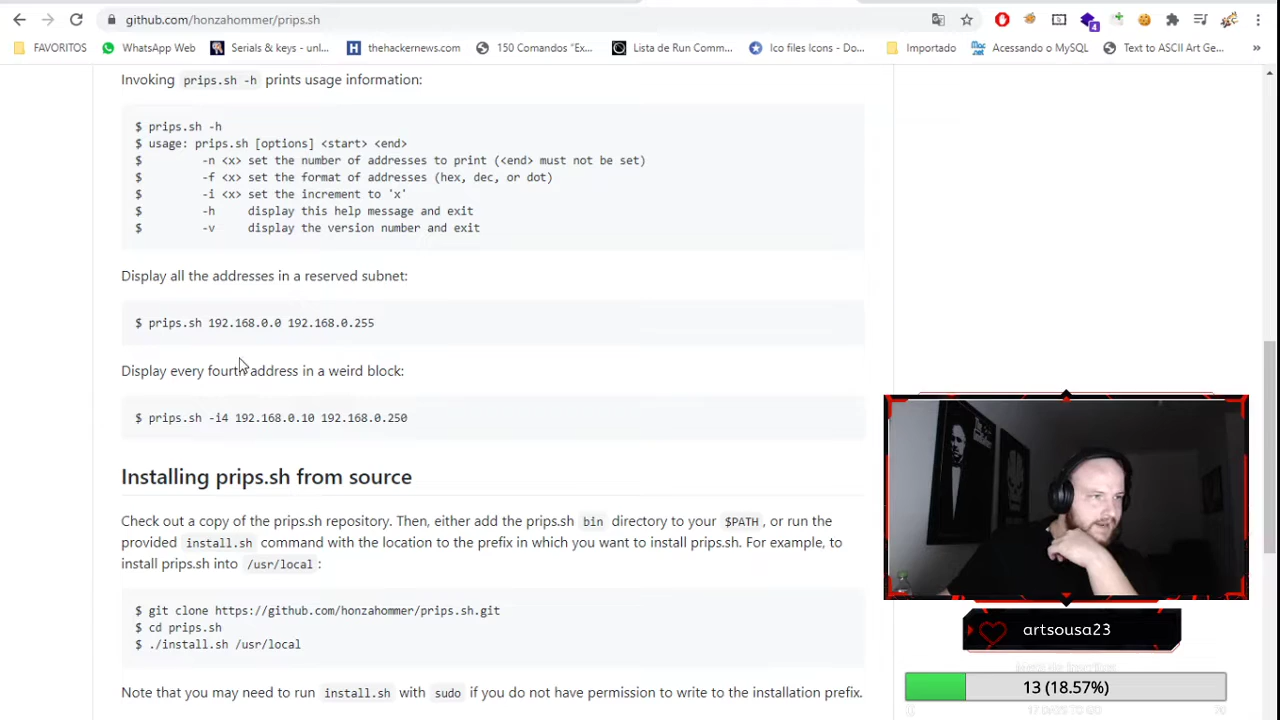 github.com/honzahommer/prips.sh
FAVORITOS
WhatsApp Web
Serials & keys - unl...
thehackernews.com
150 Comandos "Ex...
Lista de Run Comm...
Ico files Icons - Do...
Importado
Acessando o MySQL
Text to ASCII Art Ge...
»
Invoking prips.sh -h prints usage information:
$ prips.sh -h
$ usage: prips.sh [options] <start> <end>
$ -n <x> set the number of addresses to print (<end> must not be set)
$ -f <x> set the format of addresses (hex, dec, or dot)
$ -i <x> set the increment to 'x'
$ -h display this help message and exit
$ -v display the version number and exit
Display all the addresses in a reserved subnet:
$ prips.sh 192.168.0.0 192.168.0.255
Display every fourth address in a weird block:
$ prips.sh -i4 192.168.0.10 192.168.0.250
Installing prips.sh from source
Check out a copy of the prips.sh repository. Then, either add the prips.sh bin directory to your $PATH, or run the
provided install.sh command with the location to the prefix in which you want to install prips.sh. For example, to
install prips.sh into /usr/local:
$ git clone https://github.com/honzahommer/prips.sh.git
$ cd prips.sh
$ ./install.sh /usr/local
Note that you may need to run install.sh with sudo if you do not have permission to write to the installation prefix.
artsousa23
13 (18.57%)